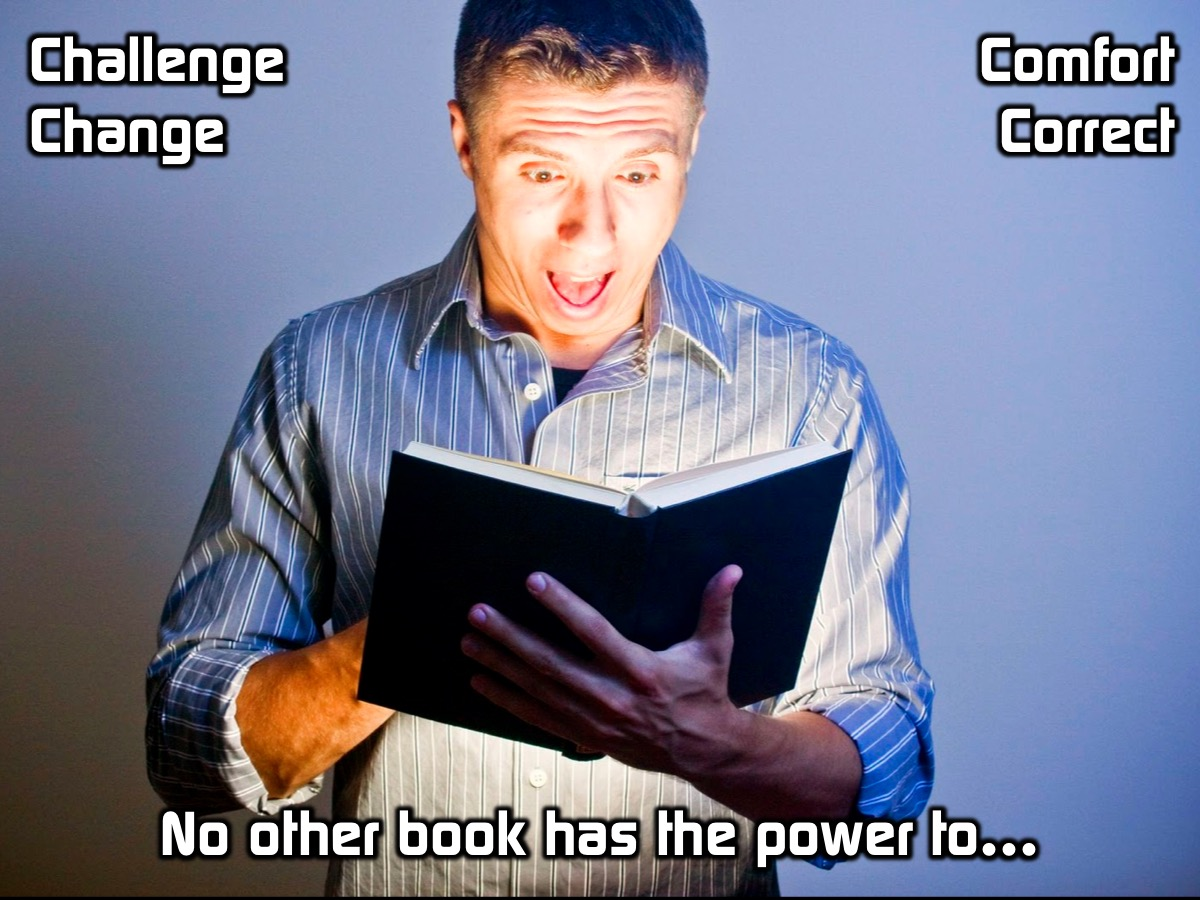 Challenge
Change
Comfort
Correct
No other book has the power to...